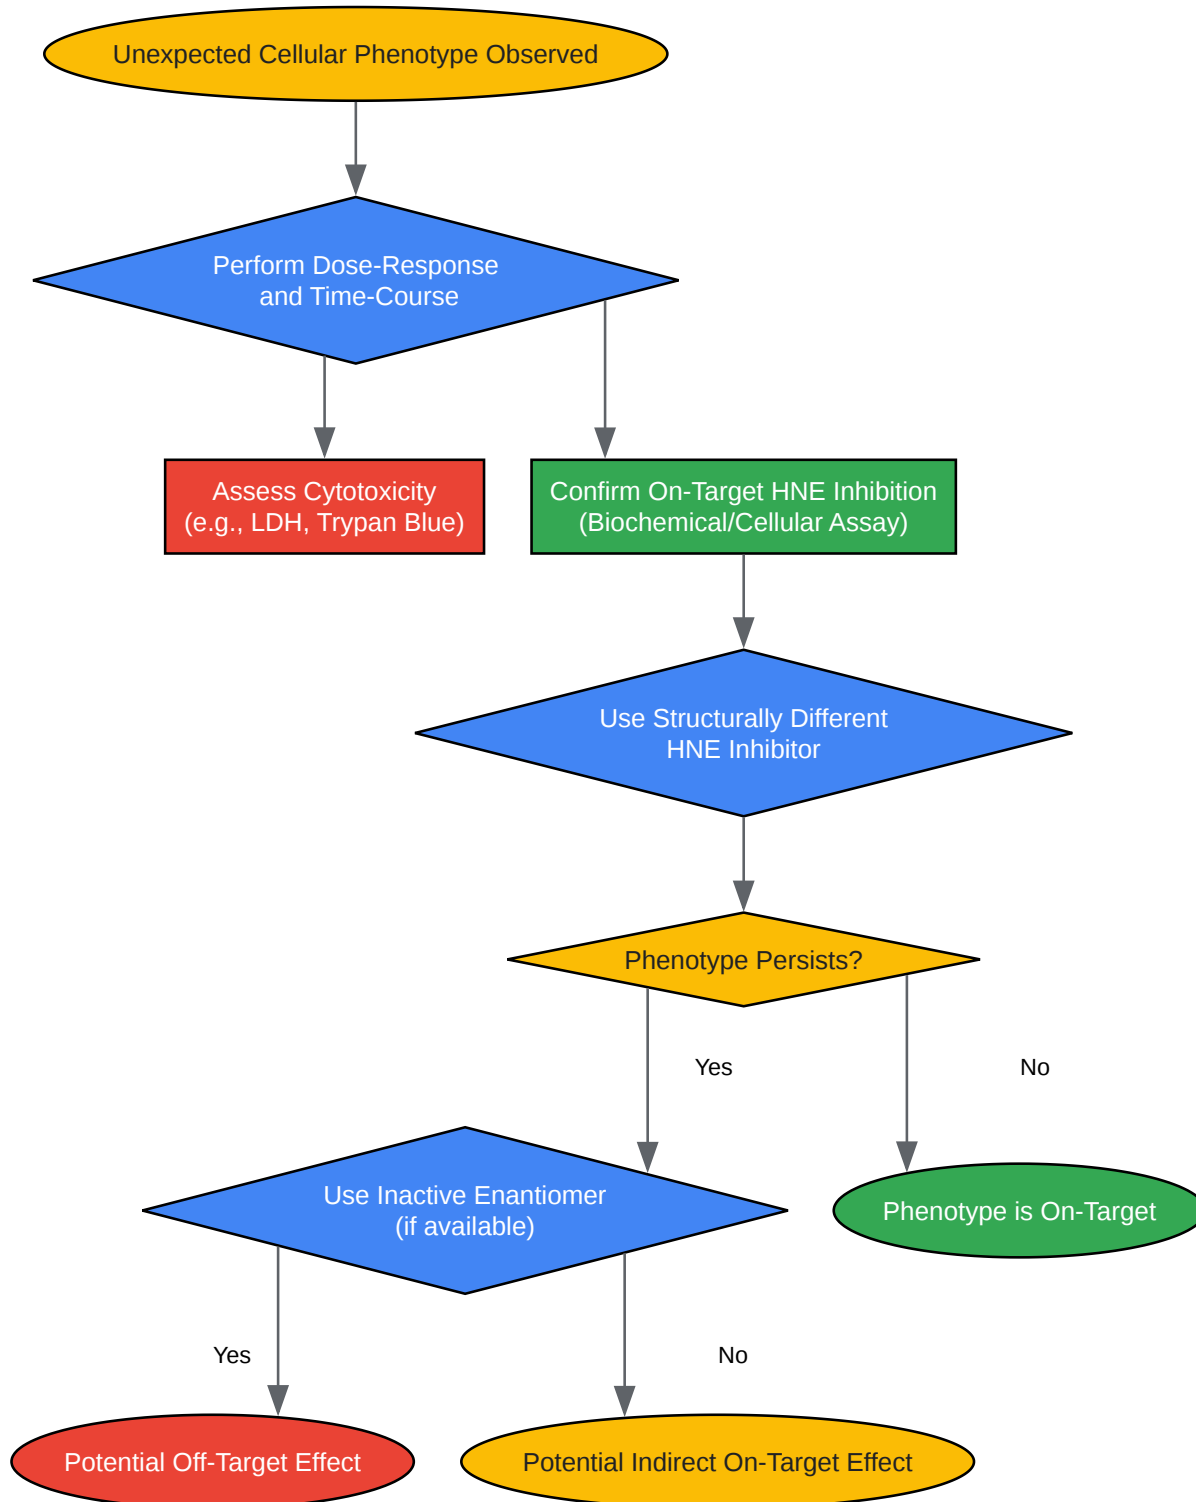 Unexpected Cellular Phenotype Observed
Perform Dose-Response
and Time-Course
Assess Cytotoxicity
(e.g., LDH, Trypan Blue)
Confirm On-Target HNE Inhibition
(Biochemical/Cellular Assay)
Use Structurally Different
HNE Inhibitor
Phenotype Persists?
Yes
No
Use Inactive Enantiomer
(if available)
Phenotype is On-Target
Yes
No
Potential Off-Target Effect
Potential Indirect On-Target Effect